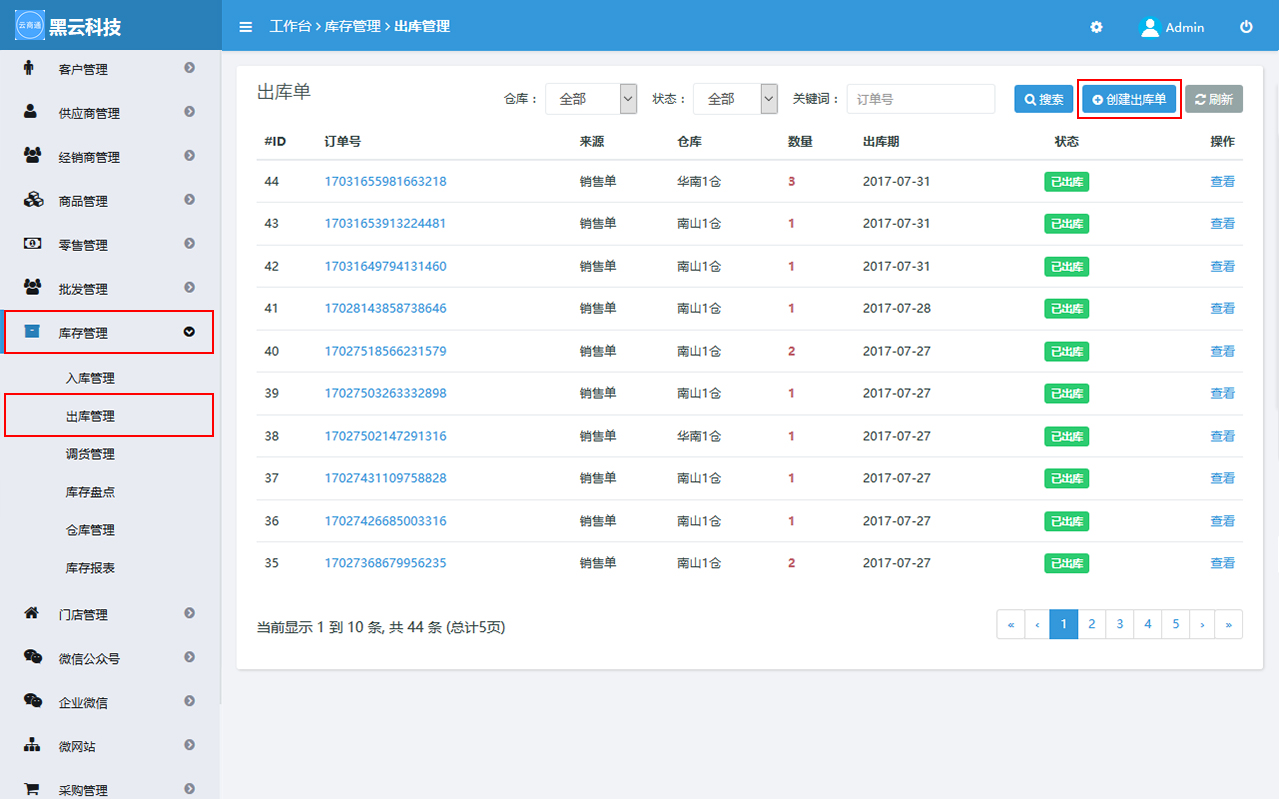 云商通 黑云科技
工作台 库存管理 出库管理
Admin
客户管理
供应商管理
经销商管理
商品管理
零售管理
批发管理
库存管理
入库管理
出库管理
调货管理
库存盘点
仓库管理
库存报表
门店管理
微信公众号
企业微信
微网站
采购管理
出库单
仓库： 全部 状态： 全部 关键词： 订单号 搜索 创建出库单 刷新
#ID 订单号 来源 仓库 数量 出库期 状态 操作
44 17031655981663218 销售单 华南1仓 3 2017-07-31 已出库 查看
43 17031653913224481 销售单 南山1仓 1 2017-07-31 已出库 查看
42 17031649794131460 销售单 南山1仓 1 2017-07-31 已出库 查看
41 17028143858738646 销售单 南山1仓 1 2017-07-28 已出库 查看
40 17027518566231579 销售单 南山1仓 2 2017-07-27 已出库 查看
39 17027503263332898 销售单 南山1仓 1 2017-07-27 已出库 查看
38 17027502147291316 销售单 华南1仓 1 2017-07-27 已出库 查看
37 17027431109758828 销售单 南山1仓 1 2017-07-27 已出库 查看
36 17027426685003316 销售单 南山1仓 1 2017-07-27 已出库 查看
35 17027368679956235 销售单 南山1仓 2 2017-07-27 已出库 查看
当前显示 1 到 10 条, 共 44 条 (总计5页)
« ‹ 1 2 3 4 5 › »